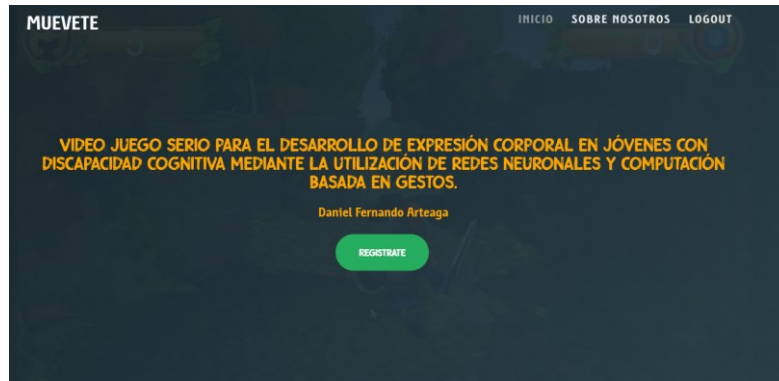 MUEVETE
INICIO SOBRE NOSOTROS LOGOUT
VIDEO JUEGO SERIO PARA EL DESARROLLO DE EXPRESIÓN CORPORAL EN JÓVENES CON
DISCAPACIDAD COGNITIVA MEDIANTE LA UTILIZACIÓN DE REDES NEURONALES Y COMPUTACIÓN
BASADA EN GESTOS.
Daniel Fernando Arteaga
REGISTRATE